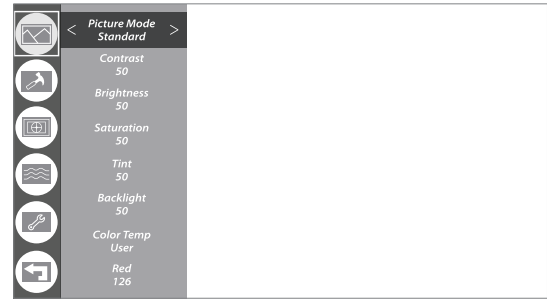 < Picture Mode >
Standard
Contrast
50
Brightness
50
Saturation
50
Tint
50
Backlight
50
Color Temp
User
Red
126